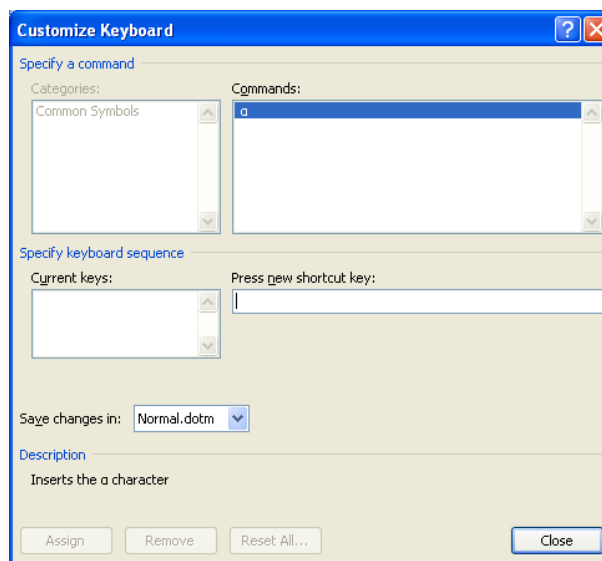 Customize Keyboard
Specify a command
Categories:
Commands:
Common Symbols
α
Specify keyboard sequence
Current keys:
Press new shortcut key:
Save changes in:
Normal.dotm
Description
Inserts the α character
Assign
Remove
Reset All...
Close